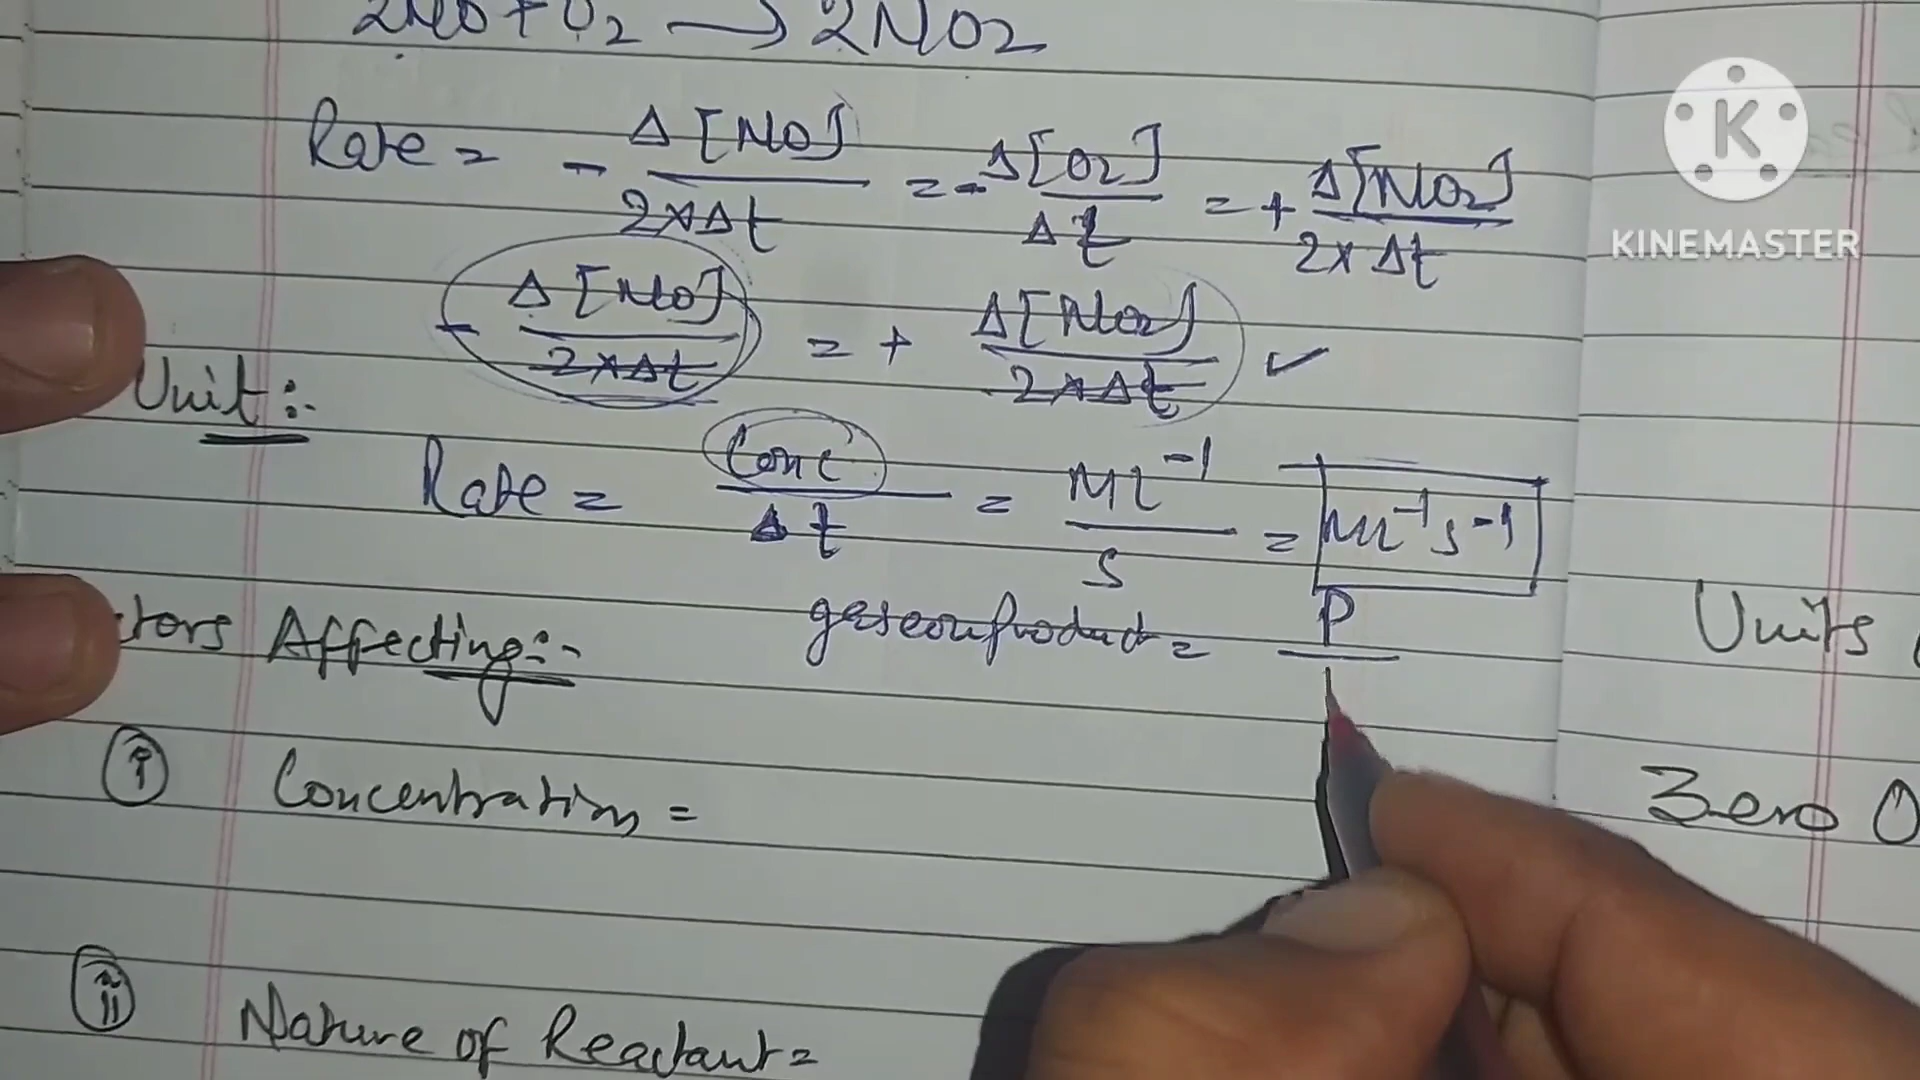 2NO + O2 → 2NO2
Rate = - Δ[NO] / 2×Δt = - Δ[O2] / Δt = + Δ[NO2] / 2×Δt
- Δ[NO] / 2×Δt = + Δ[NO2] / 2×Δt ✓
Unit :-
Rate = Conc / Δt = ML⁻¹ / S = ML⁻¹s⁻¹
gaseous product = P
tors Affecting :-
i Concentration =
ii Nature of Reactant =
K
KINEMASTER
Units
Zero O